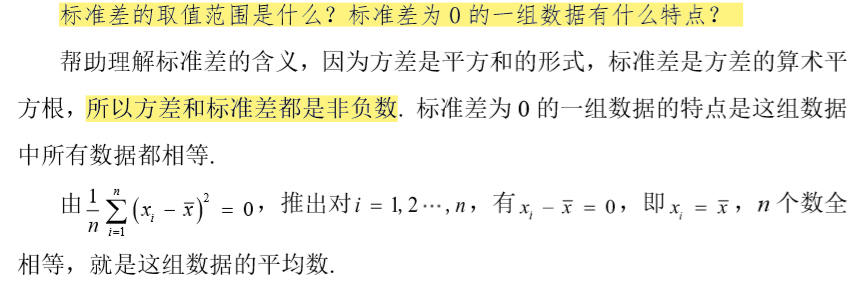 标准差的取值范围是什么？标准差为 0 的一组数据有什么特点？
帮助理解标准差的含义，因为方差是平方和的形式，标准差是方差的算术平
方根，所以方差和标准差都是非负数. 标准差为 0 的一组数据的特点是这组数据
中所有数据都相等.
由 $\frac{1}{n}\sum_{i=1}^{n}(x_i-\overline{x})^2=0$，推出对 $i=1,2\cdots,n$，有 $x_i-\overline{x}=0$，即 $x_i=\overline{x}$，n 个数全
相等，就是这组数据的平均数.